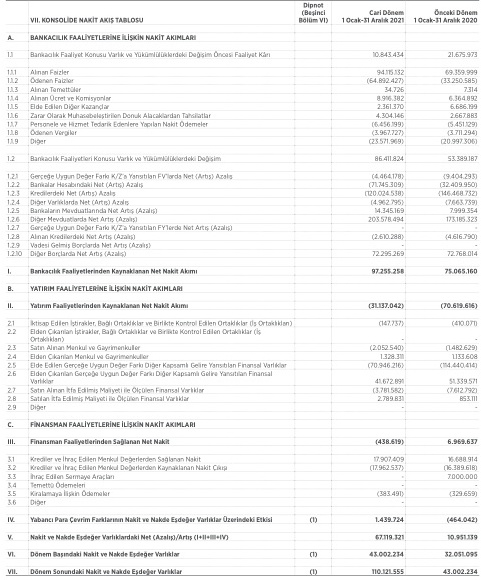 Dipnot
(Beşinci
Bölüm VI)
Cari Dönem
1 Ocak-31 Aralık 2021
Önceki Dönem
1 Ocak-31 Aralık 2020
VII. KONSOLİDE NAKİT AKIŞ TABLOSU
A. BANKACILIK FAALİYETLERİNE İLİŞKİN NAKİT AKIMLARI
1.1 Bankacılık Faaliyet Konusu Varlık ve Yükümlülüklerdeki Değişim Öncesi Faaliyet Kârı 10.843.434 21.675.973
1.1.1 Alınan Faizler 94.115.132 69.359.999
1.1.2 Ödenen Faizler (64.892.427) (33.250.585)
1.1.3 Alınan Temettüler 34.726 7.314
1.1.4 Alınan Ücret ve Komisyonlar 8.916.382 6.364.892
1.1.5 Elde Edilen Diğer Kazançlar 2.361.370 6.686.199
1.1.6 Zarar Olarak Muhasebeleştirilen Donuk Alacaklardan Tahsilatlar 4.304.146 2.667.883
1.1.7 Personele ve Hizmet Tedarik Edenlere Yapılan Nakit Ödemeler (6.456.199) (5.451.129)
1.1.8 Ödenen Vergiler (3.967.727) (3.711.294)
1.1.9 Diğer (23.571.969) (20.997.306)
1.2 Bankacılık Faaliyetleri Konusu Varlık ve Yükümlülüklerdeki Değişim 86.411.824 53.389.187
1.2.1 Gerçeğe Uygun Değer Farkı K/Z'a Yansıtılan FV'larda Net (Artış) Azalış (4.464.178) (9.404.293)
1.2.2 Bankalar Hesabındaki Net (Artış) Azalış (71.745.309) (32.409.950)
1.2.3 Kredilerdeki Net (Artış) Azalış (120.024.538) (146.468.732)
1.2.4 Diğer Varlıklarda Net (Artış) Azalış (4.962.795) (7.663.739)
1.2.5 Bankaların Mevduatlarında Net Artış (Azalış) 14.345.169 7.999.354
1.2.6 Diğer Mevduatlarda Net Artış (Azalış) 203.578.494 173.185.323
1.2.7 Gerçeğe Uygun Değer Farkı K/Z'a Yansıtılan FY'lerde Net Artış (Azalış) - -
1.2.8 Alınan Kredilerdeki Net Artış (Azalış) (2.610.288) (4.616.790)
1.2.9 Vadesi Gelmiş Borçlarda Net Artış (Azalış) - -
1.2.10 Diğer Borçlarda Net Artış (Azalış) 72.295.269 72.768.014
I. Bankacılık Faaliyetlerinden Kaynaklanan Net Nakit Akımı 97.255.258 75.065.160
B. YATIRIM FAALİYETLERİNE İLİŞKİN NAKİT AKIMLARI
II. Yatırım Faaliyetlerinden Kaynaklanan Net Nakit Akımı (31.137.042) (70.619.616)
2.1 İktisap Edilen İştirakler, Bağlı Ortaklıklar ve Birlikte Kontrol Edilen Ortaklıklar (İş Ortaklıkları) (147.737) (410.071)
2.2 Elden Çıkarılan İştirakler, Bağlı Ortaklıklar ve Birlikte Kontrol Edilen Ortaklıklar (İş
Ortaklıkları) - -
2.3 Satın Alınan Menkul ve Gayrimenkuller (2.052.540) (1.482.629)
2.4 Elden Çıkarılan Menkul ve Gayrimenkuller 1.328.311 1.133.608
2.5 Elde Edilen Gerçeğe Uygun Değer Farkı Diğer Kapsamlı Gelire Yansıtılan Finansal Varlıklar (70.946.216) (114.440.414)
2.6 Elden Çıkarılan Gerçeğe Uygun Değer Farkı Diğer Kapsamlı Gelire Yansıtılan Finansal
Varlıklar 41.672.891 51.339.571
2.7 Satın Alınan İtfa Edilmiş Maliyeti ile Ölçülen Finansal Varlıklar (3.781.582) (7.612.792)
2.8 Satılan İtfa Edilmiş Maliyeti ile Ölçülen Finansal Varlıklar 2.789.831 853.111
2.9 Diğer - -
C. FİNANSMAN FAALİYETLERİNE İLİŞKİN NAKİT AKIMLARI
III. Finansman Faaliyetlerinden Sağlanan Net Nakit (438.619) 6.969.637
3.1 Krediler ve İhraç Edilen Menkul Değerlerden Sağlanan Nakit 17.907.409 16.688.914
3.2 Krediler ve İhraç Edilen Menkul Değerlerden Kaynaklanan Nakit Çıkışı (17.962.537) (16.389.618)
3.3 İhraç Edilen Sermaye Araçları - 7.000.000
3.4 Temettü Ödemeleri - -
3.5 Kiralamaya İlişkin Ödemeler (383.491) (329.659)
3.6 Diğer - -
IV. Yabancı Para Çevrim Farklarının Nakit ve Nakde Eşdeğer Varlıklar Üzerindeki Etkisi (1) 1.439.724 (464.042)
V. Nakit ve Nakde Eşdeğer Varlıklardaki Net (Azalış)/Artış (I+II+III+IV) 67.119.321 10.951.139
VI. Dönem Başındaki Nakit ve Nakde Eşdeğer Varlıklar (1) 43.002.234 32.051.095
VII. Dönem Sonundaki Nakit ve Nakde Eşdeğer Varlıklar (1) 110.121.555 43.002.234